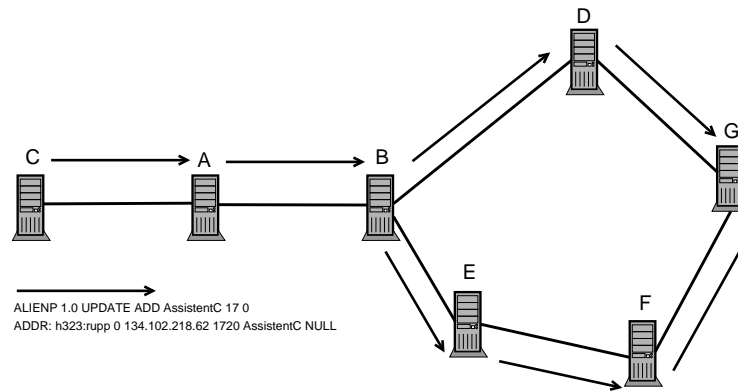 D
G
C
A
B
E
F
ALIENP 1.0 UPDATE ADD AssistentC 17 0
ADDR: h323:rupp 0 134.102.218.62 1720 AssistentC NULL